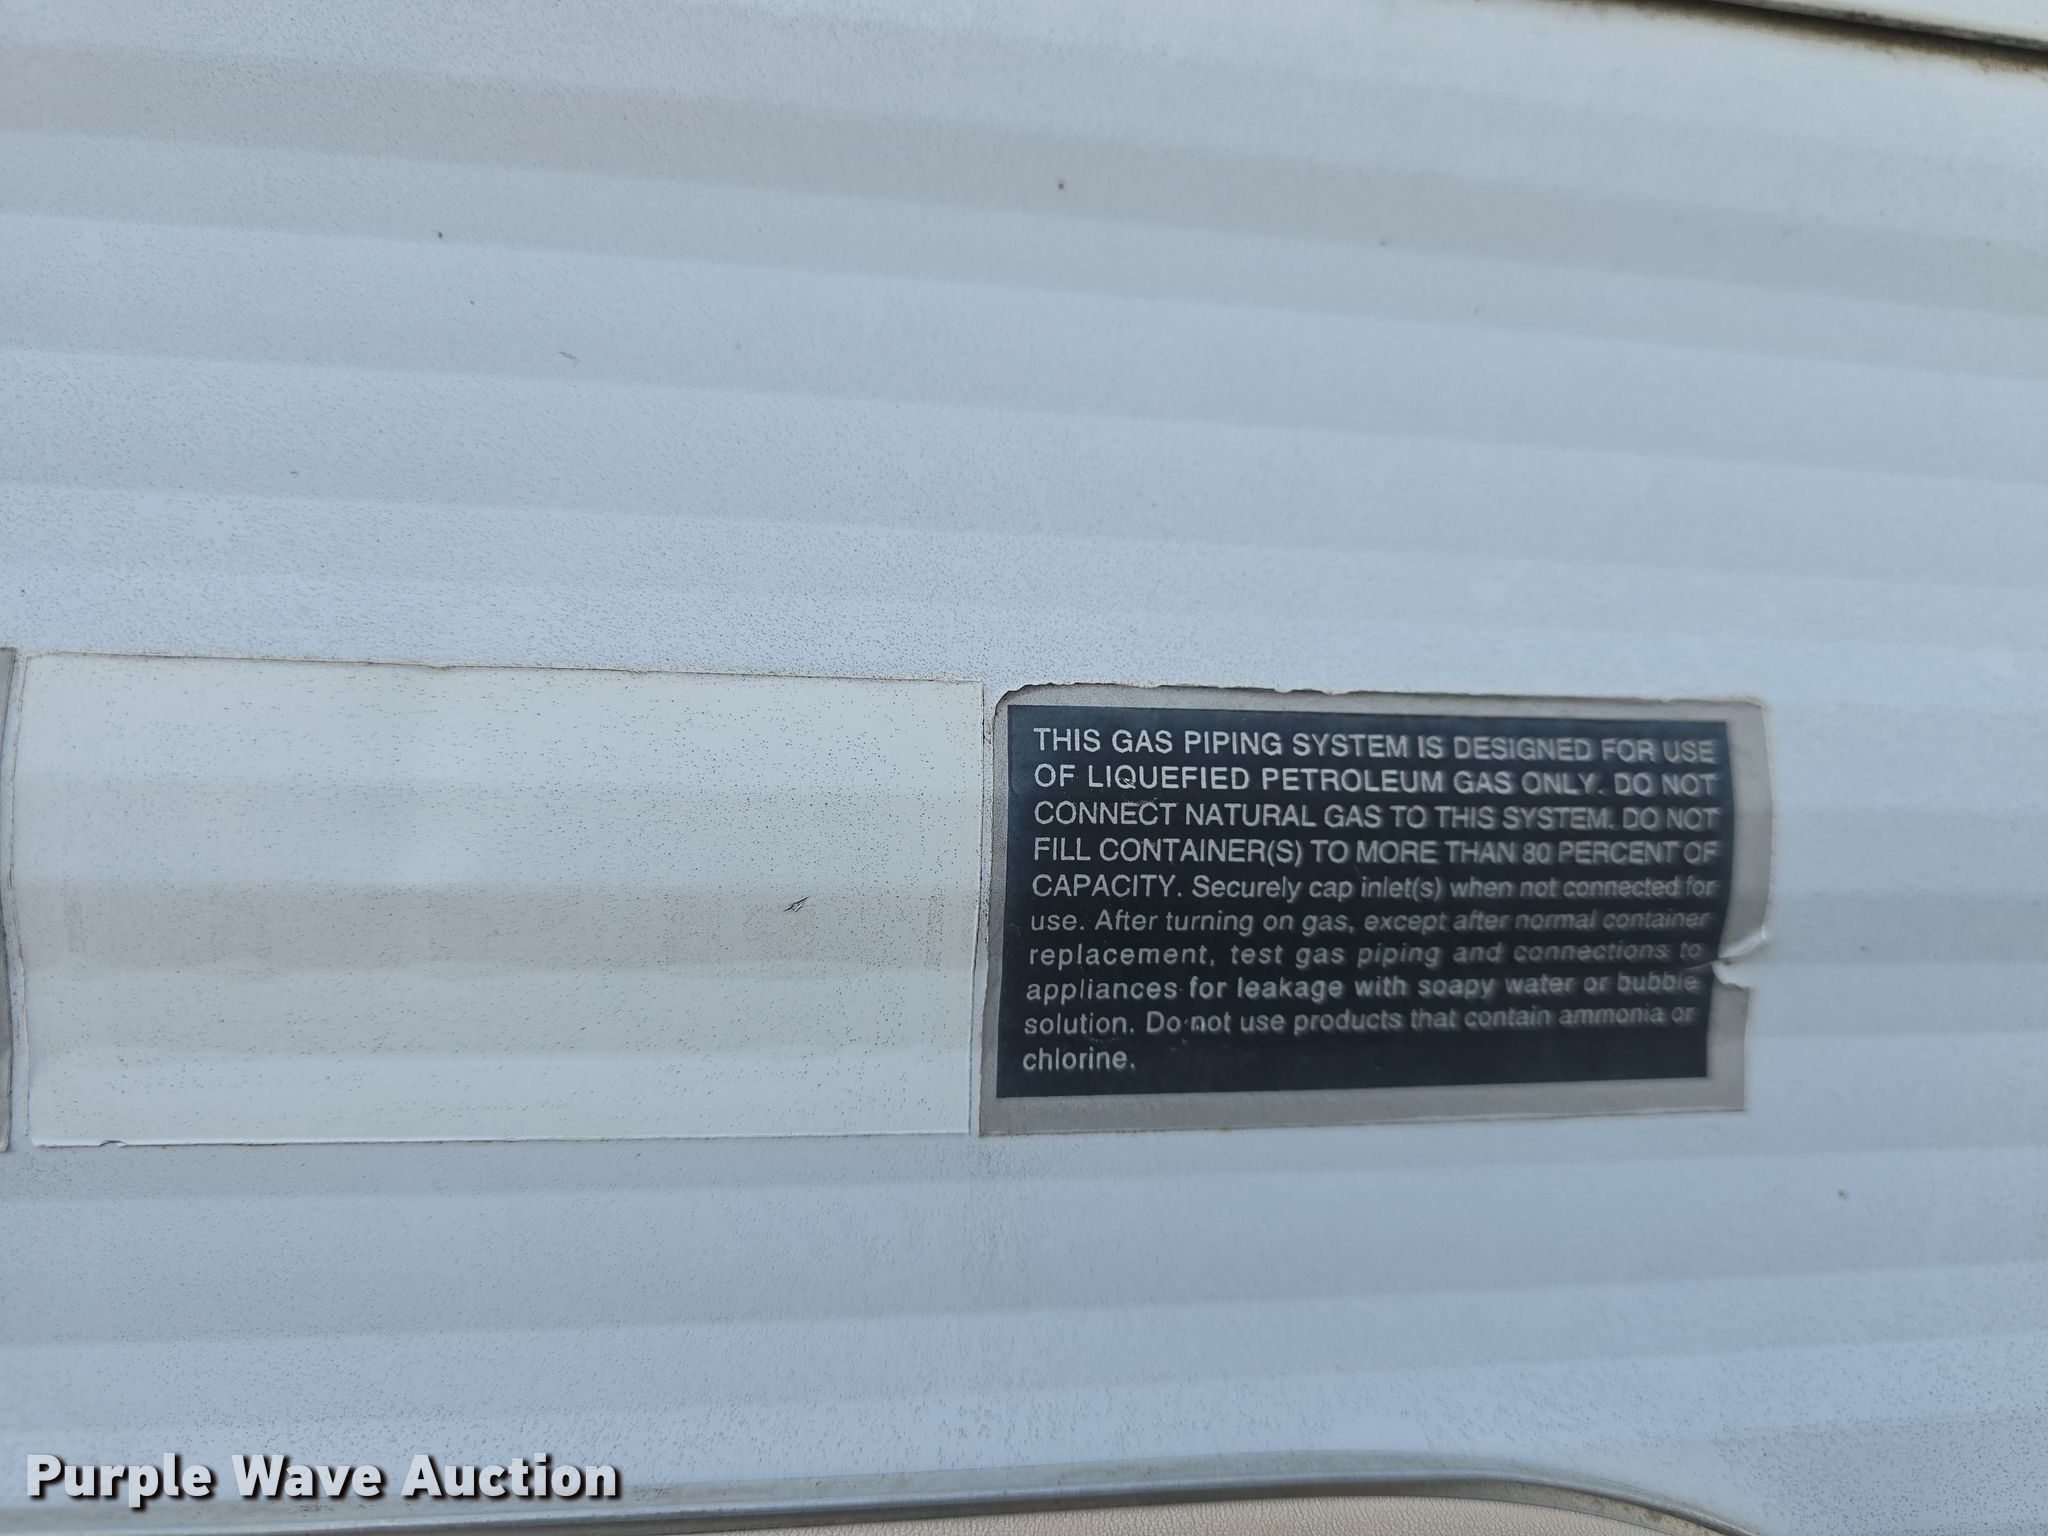 THIS GAS PIPING SYSTEM IS DESIGNED FOR USE
OF LIQUEFIED PETROLEUM GAS ONLY. DO NOT
CONNECT NATURAL GAS TO THIS SYSTEM. DO NOT
FILL CONTAINER(S) TO MORE THAN 80 PERCENT OF
CAPACITY. Securely cap inlet(s) when not connected for
use. After turning on gas, except after normal container
replacement, test gas piping and connections to
appliances for leakage with soapy water or bubble
solution. Do not use products that contain ammonia or
chlorine.
Purple Wave Auction